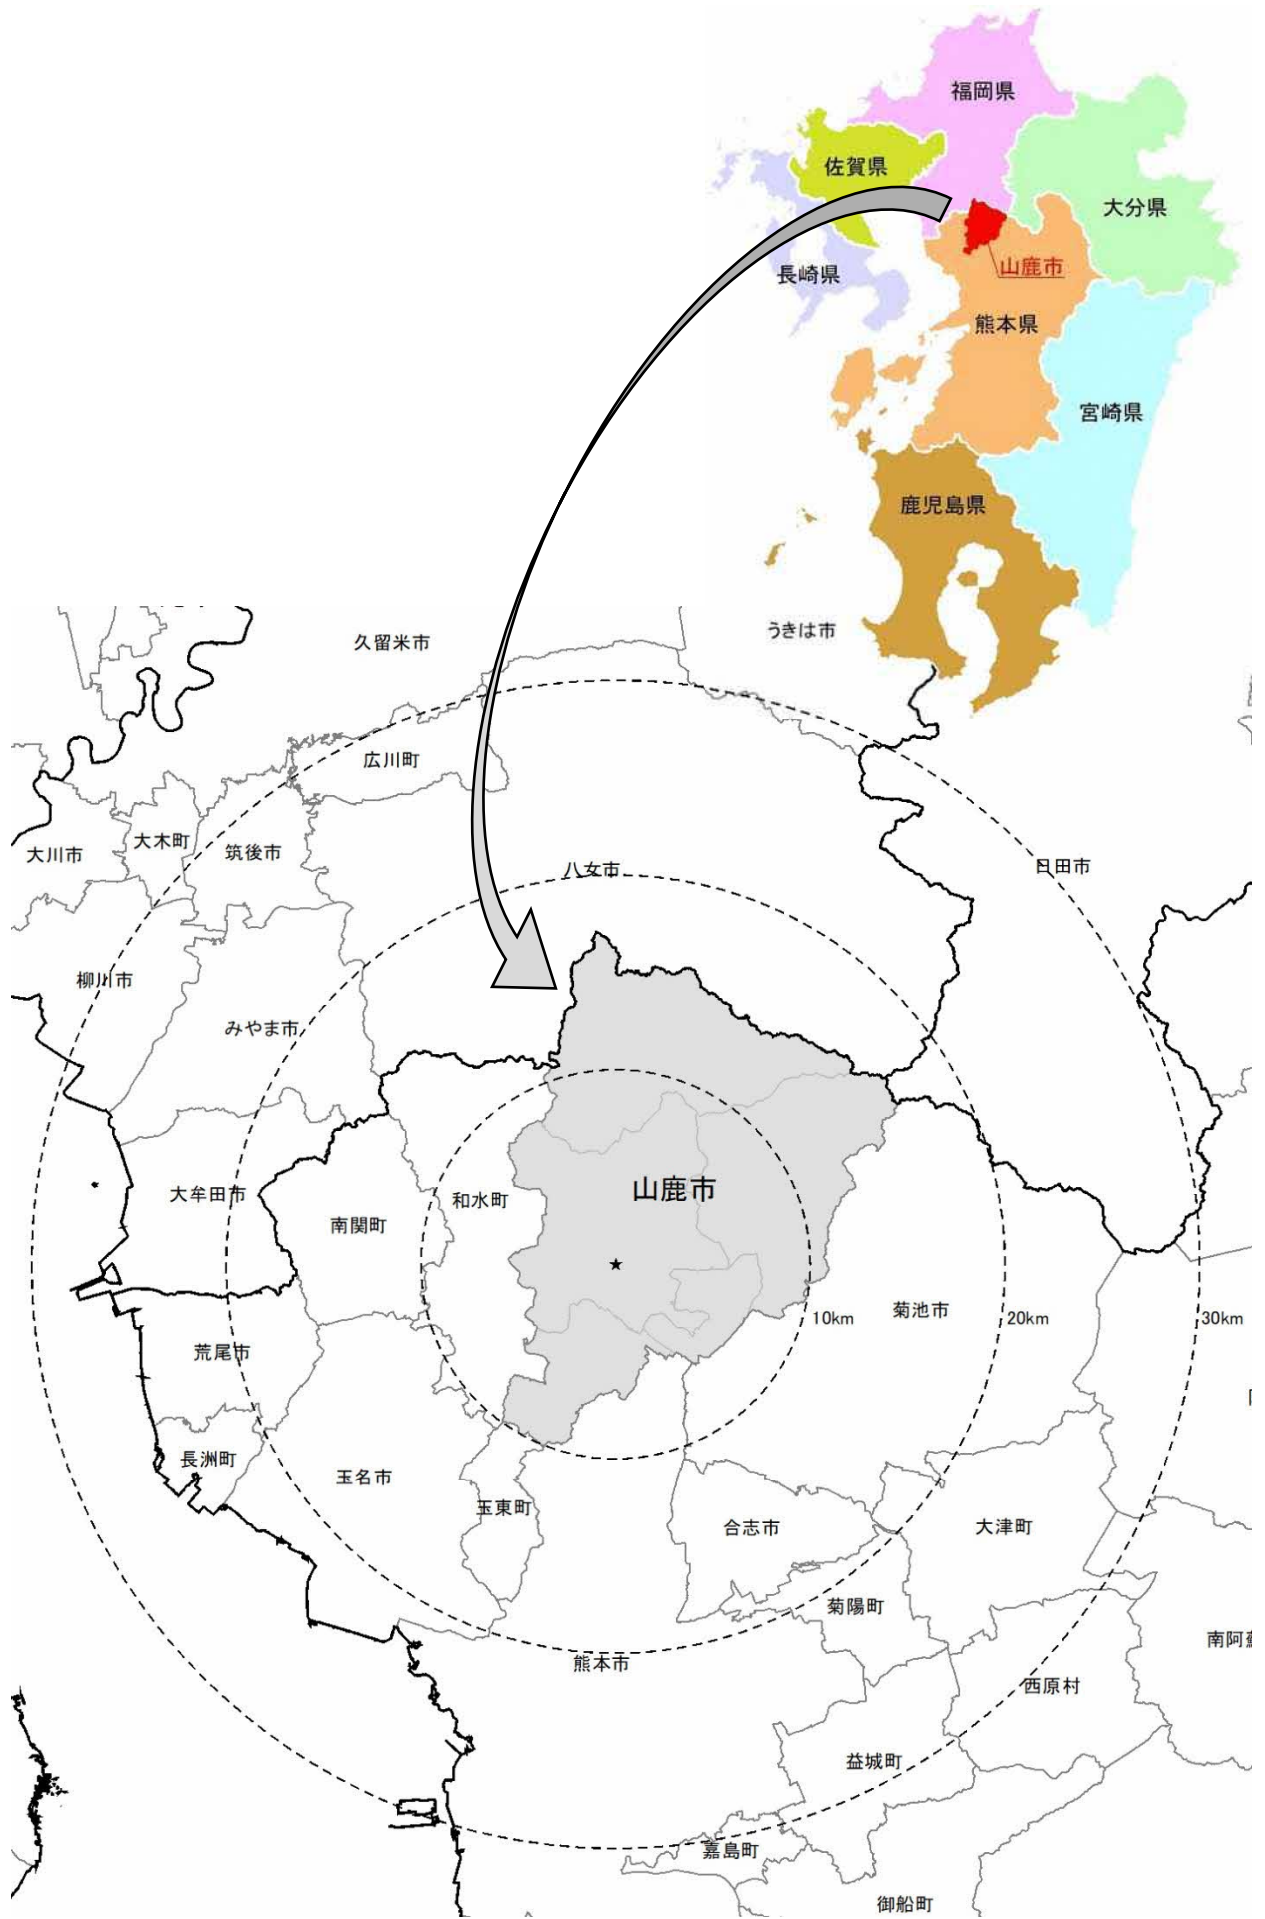 福岡県
佐賀県
大分県
山鹿市
長崎県
熊本県
宮崎県
鹿児島県
うきは市
久留米市
広川町
大木町
大川市
筑後市
八女市
日田市
柳川市
みやま市
山鹿市
大牟田市
和水町
南関町
菊池市
10km
20km
30km
荒尾市
長洲町
玉名市
玉東町
合志市
大津町
菊陽町
南阿
熊本市
西原村
益城町
嘉島町
御船町